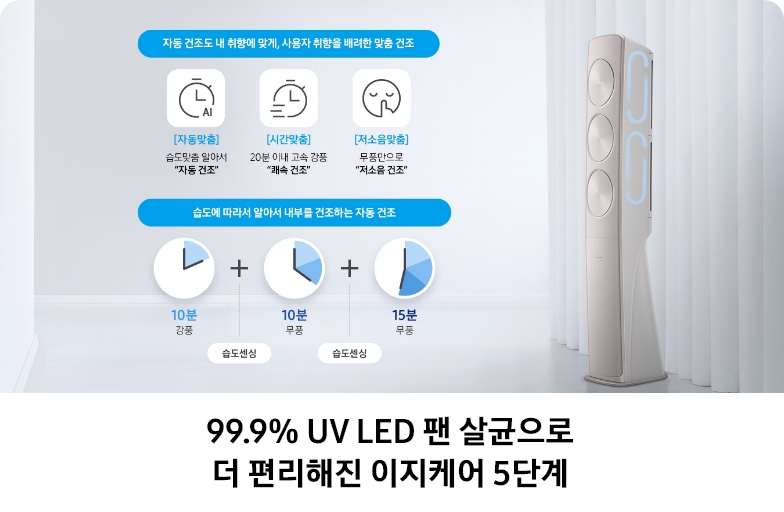 자동 건조도 내 취향에 맞게, 사용자 취향을 배려한 맞춤 건조
AI
[자동맞춤]
습도맞춤 알아서
“자동 건조”
[시간맞춤]
20분 이내 고속 강풍
“쾌속 건조”
[저소음맞춤]
무풍만으로
“저소음 건조”
습도에 따라서 알아서 내부를 건조하는 자동 건조
10분
강풍
+
습도센싱
10분
무풍
+
습도센싱
15분
무풍
99.9% UV LED 팬 살균으로
더 편리해진 이지케어 5단계